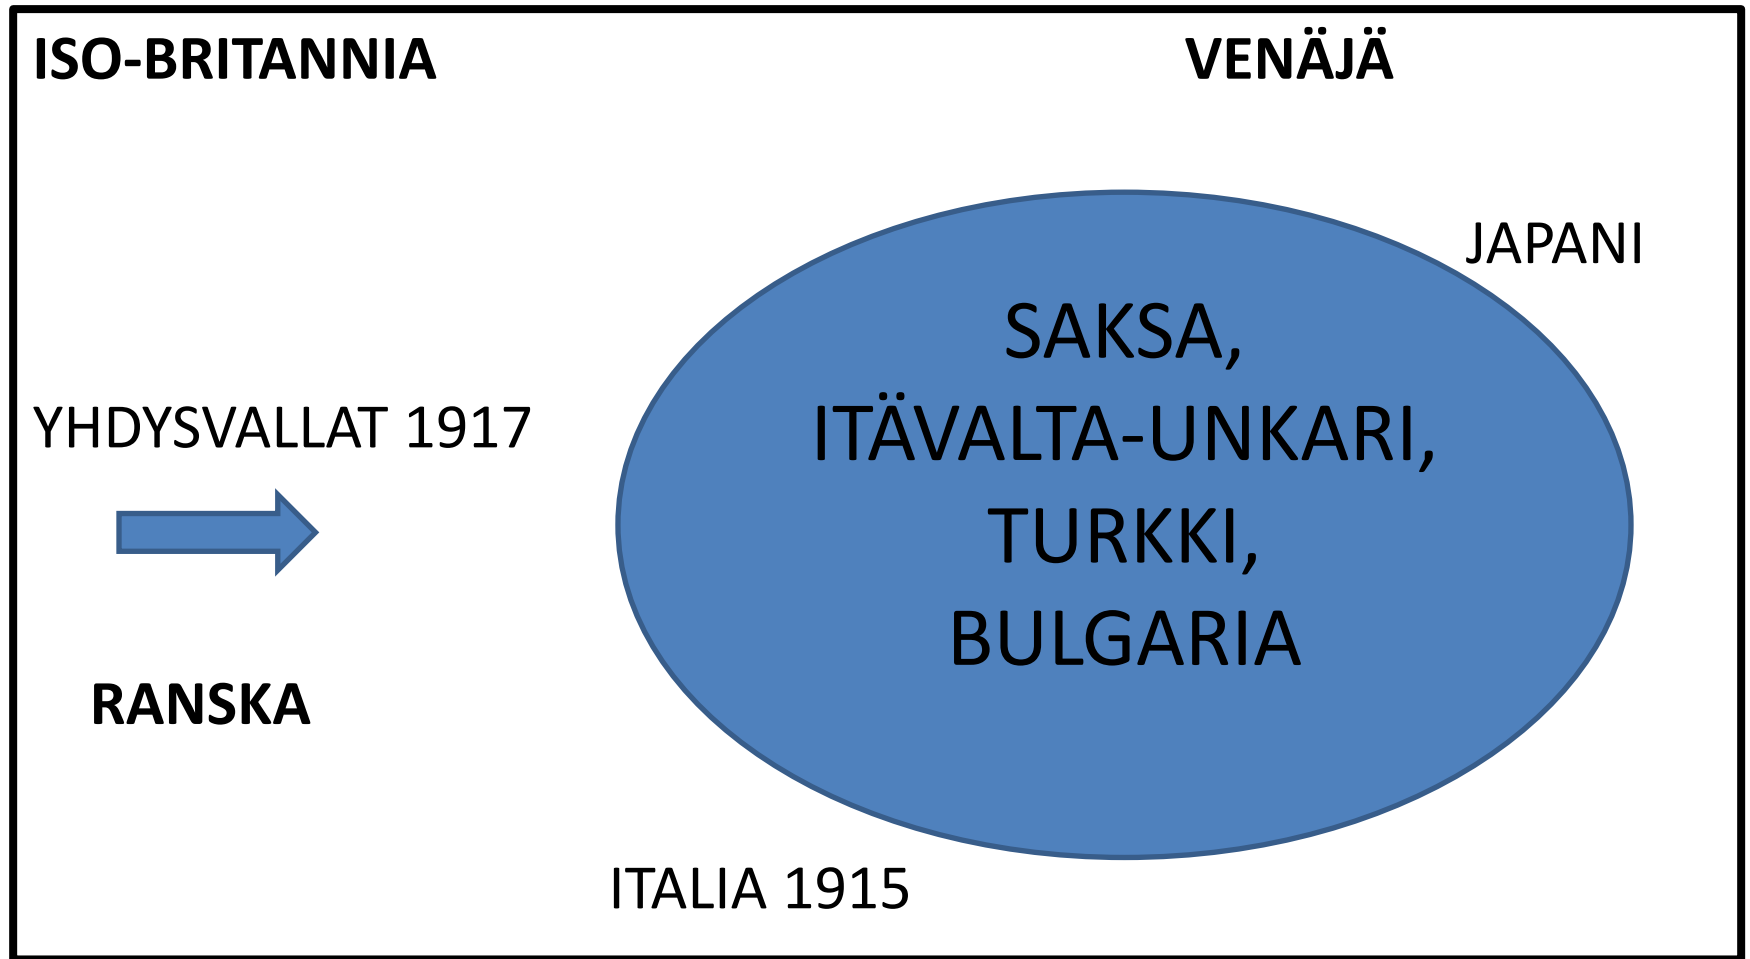 ISO-BRITANNIA
VENÄJÄ
JAPANI
SAKSA,
ITÄVALTA-UNKARI,
TURKKI,
BULGARIA
YHDYSVALLAT 1917
RANSKA
ITALIA 1915